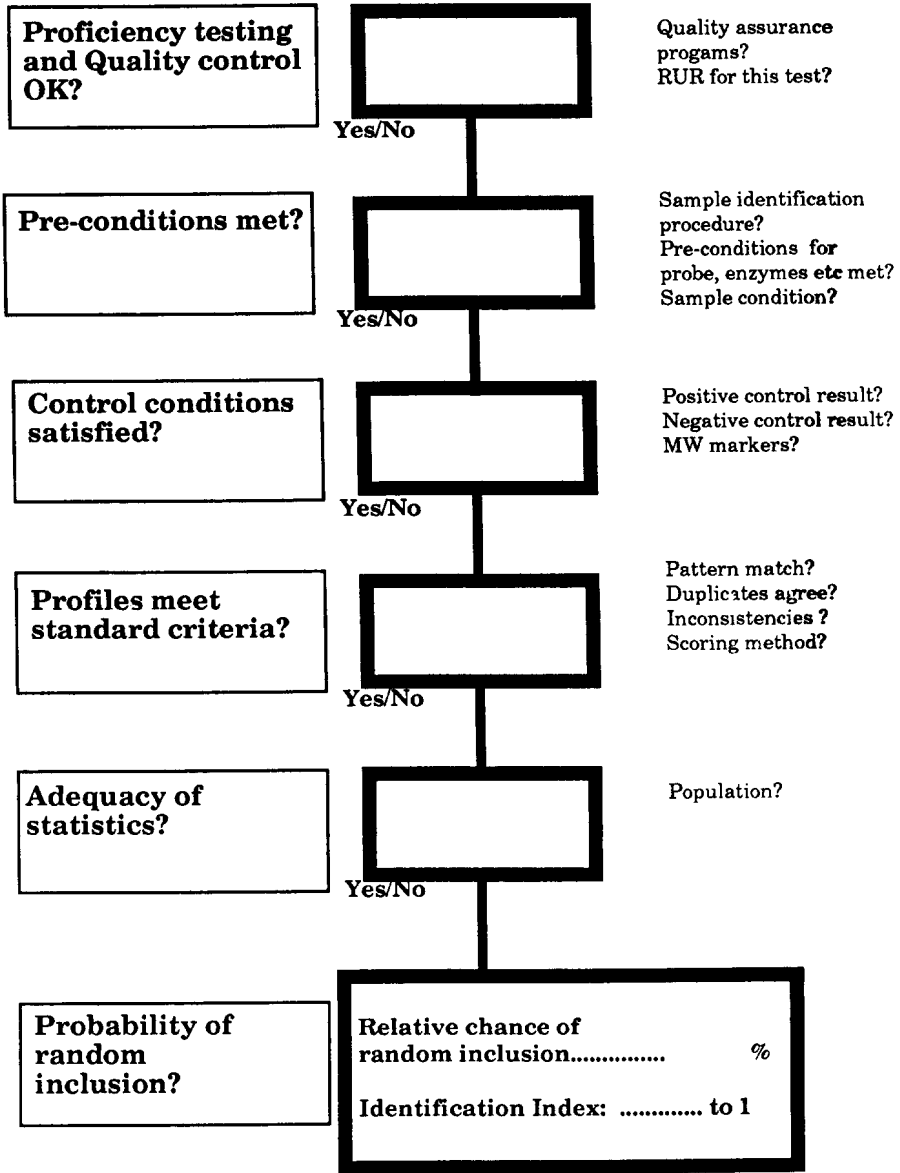 Proficiency testing
and Quality control
OK?
Quality assurance
progams?
RUR for this test?
Yes/No
Pre-conditions met?
Sample identification
procedure?
Pre-conditions for
probe, enzymes etc met?
Sample condition?
Yes/No
Control conditions
satisfied?
Positive control result?
Negative control result?
MW markers?
Yes/No
Profiles meet
standard criteria?
Pattern match?
Duplicates agree?
Inconsistencies ?
Scoring method?
Yes/No
Adequacy of
statistics?
Population?
Yes/No
Probability of
random
inclusion?
Relative chance of
random inclusion............... %
Identification Index: ............. to 1